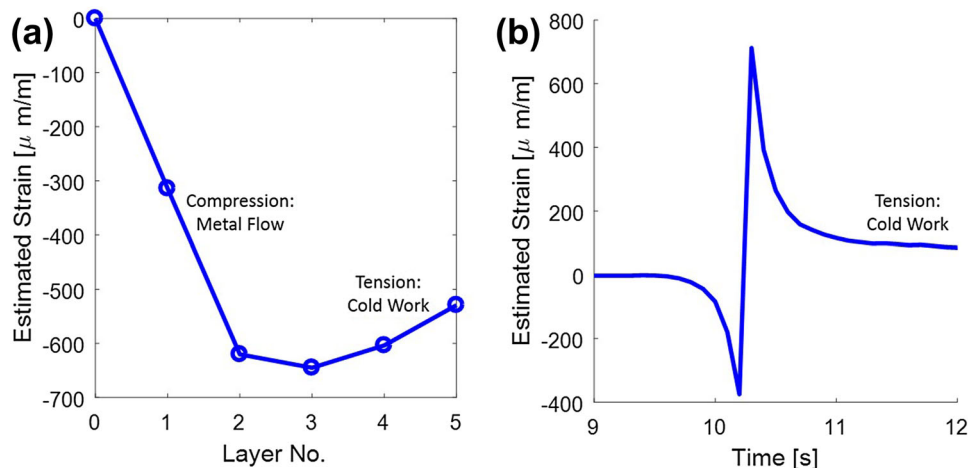 (a)
0
-100
-200
-300
-400
-500
-600
-700
Estimated Strain [μ m/m]
Compression:
Metal Flow
Tension:
Cold Work
0 1 2 3 4 5
Layer No.
(b)
800
600
400
200
0
-200
-400
Estimated Strain [μ m/m]
Tension:
Cold Work
9 10 11 12
Time [s]